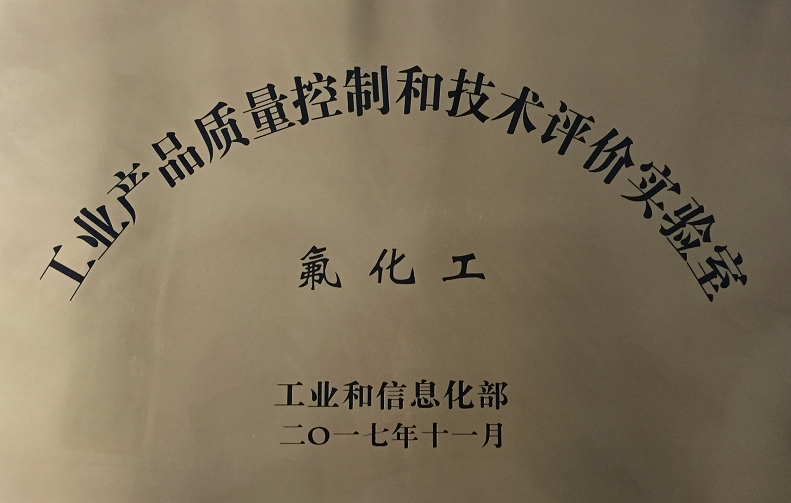 工业产品质量控制和技术评价实验室
氟化工
工业和信息化部
二〇一七年十一月